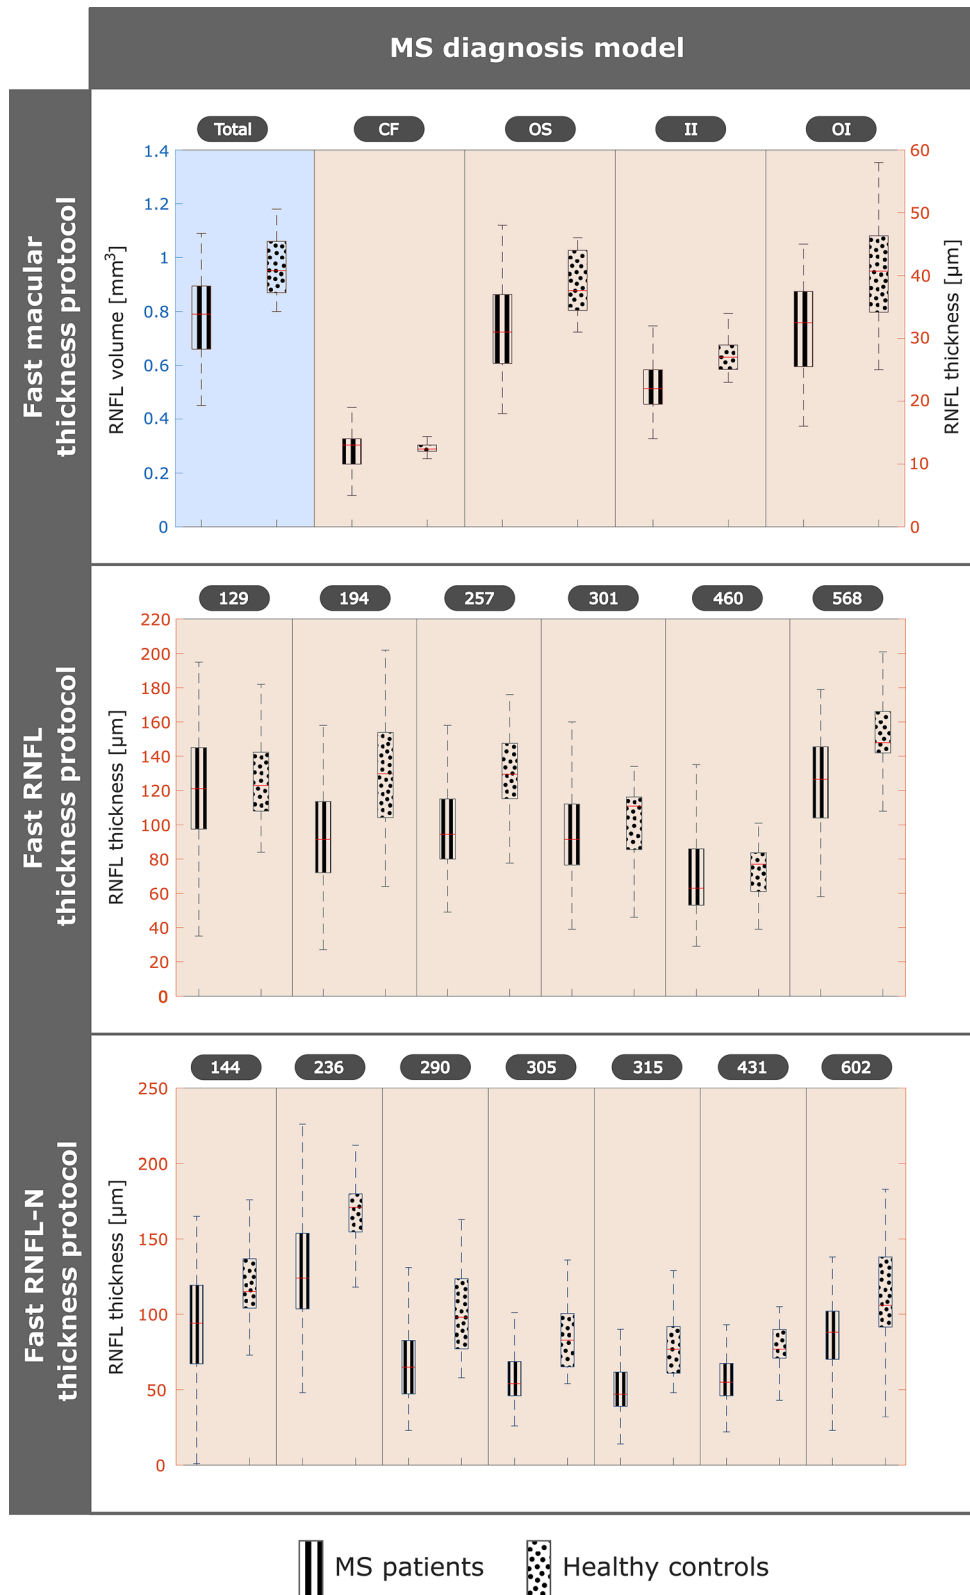 MS diagnosis model
Fast macular
thickness protocol
Total CF OS II OI
RNFL volume [mm³]
1.4
1.2
1
0.8
0.6
0.4
0.2
0
60
50
40
30
20
10
0
RNFL thickness [µm]
Fast RNFL
thickness protocol
129 194 257 301 460 568
RNFL thickness [µm]
220
200
180
160
140
120
100
80
60
40
20
0
Fast RNFL-N
thickness protocol
144 236 290 305 315 431 602
RNFL thickness [µm]
250
200
150
100
50
0
MS patients Healthy controls